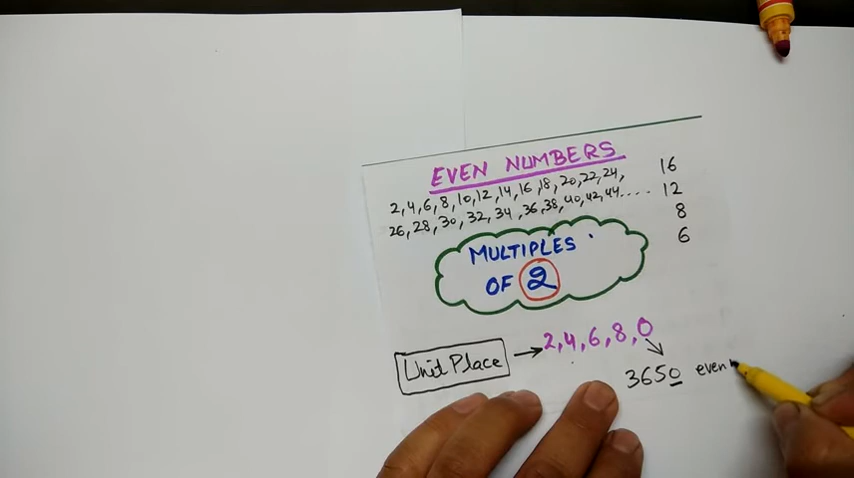 EVEN NUMBERS
2, 4, 6, 8, 10, 12, 14, 16, 18, 20, 22, 24,
26, 28, 30, 32, 34, 36, 38, 40, 42, 44....
16
12
8
6
MULTIPLES
OF 2
Unit Place → 2, 4, 6, 8, 0
3650 even